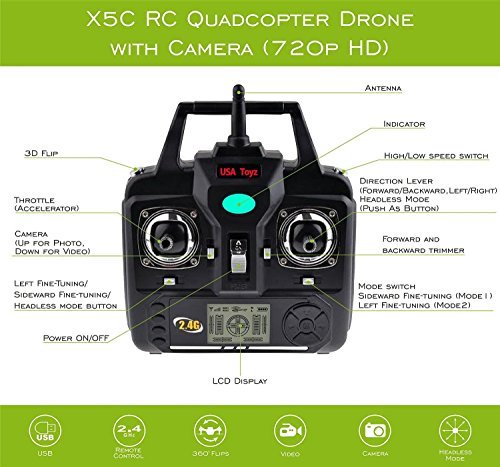 X5C RC Quadcopter Drone
with Camera (720p HD)
Antenna
Indicator
3D Flip
High/Low speed switch
USA Toyz
Direction Lever
(Forward/Backward,Left/Right)
Headless Mode
(Push As Button)
Throttle
(Accelerator)
Camera
(Up for Photo,
Down for Video)
Forward and
backward trimmer
Left Fine-Tuning/
Sideward Fine-tuning/
Headless mode button
Mode switch
Sideward Fine-tuning (Mode1)
Left Fine-tuning (Mode2)
Power ON/OFF
2.4G
LCD Display
USB
2.4
GHz
USB
Remote
Control
360° Flips
Video
Camera
Headless
Mode